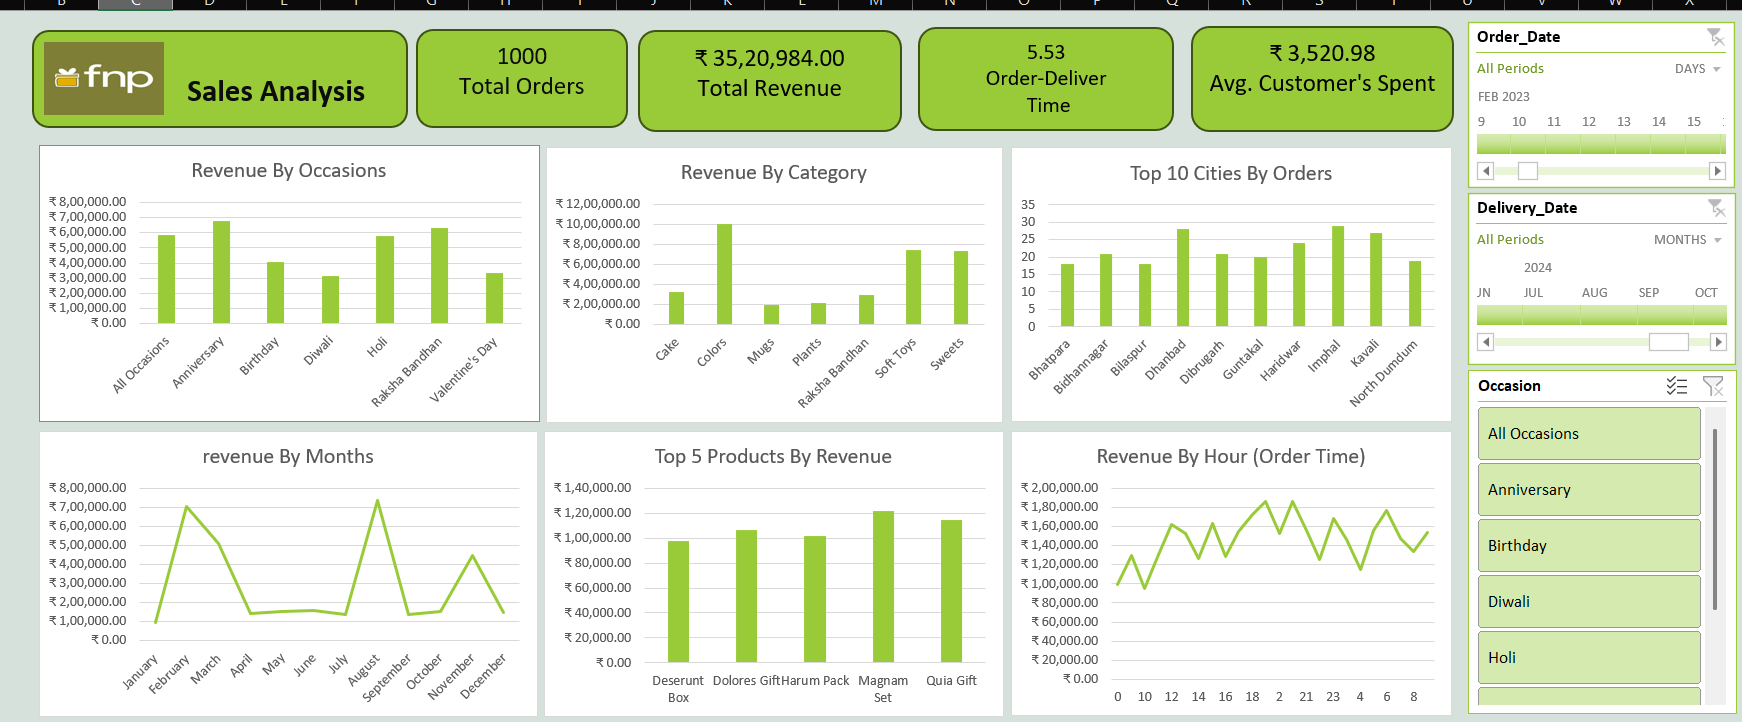 B C D E F G H I J K L M N O P Q R S T U V W X
fnp
Sales Analysis
1000
Total Orders
₹ 35,20,984.00
Total Revenue
5.53
Order-Deliver
Time
₹ 3,520.98
Avg. Customer's Spent
Order_Date
All Periods
DAYS
FEB 2023
9 10 11 12 13 14 15
Delivery_Date
All Periods
MONTHS
2024
JN JUL AUG SEP OCT
Occasion
All Occasions
Anniversary
Birthday
Diwali
Holi
Revenue By Occasions
₹ 8,00,000.00
₹ 7,00,000.00
₹ 6,00,000.00
₹ 5,00,000.00
₹ 4,00,000.00
₹ 3,00,000.00
₹ 2,00,000.00
₹ 1,00,000.00
₹ 0.00
All Occasions
Anniversary
Birthday
Diwali
Holi
Raksha Bandhan
Valentine's Day
Revenue By Category
₹ 12,00,000.00
₹ 10,00,000.00
₹ 8,00,000.00
₹ 6,00,000.00
₹ 4,00,000.00
₹ 2,00,000.00
₹ 0.00
Cake
Colors
Mugs
Plants
Raksha Bandhan
Soft Toys
Sweets
Top 10 Cities By Orders
35
30
25
20
15
10
5
0
Bhatpara
Bidhannagar
Bilaspur
Dhanbad
Dibrugarh
Guntakal
Haridwar
Imphal
Kavali
North Dumdum
revenue By Months
₹ 8,00,000.00
₹ 7,00,000.00
₹ 6,00,000.00
₹ 5,00,000.00
₹ 4,00,000.00
₹ 3,00,000.00
₹ 2,00,000.00
₹ 1,00,000.00
₹ 0.00
January
February
March
April
May
June
July
August
September
October
November
December
Top 5 Products By Revenue
₹ 1,40,000.00
₹ 1,20,000.00
₹ 1,00,000.00
₹ 80,000.00
₹ 60,000.00
₹ 40,000.00
₹ 20,000.00
₹ 0.00
Deserunt
Box
Dolores Gift
Harum Pack
Magnam
Set
Quia Gift
Revenue By Hour (Order Time)
₹ 2,00,000.00
₹ 1,80,000.00
₹ 1,60,000.00
₹ 1,40,000.00
₹ 1,20,000.00
₹ 1,00,000.00
₹ 80,000.00
₹ 60,000.00
₹ 40,000.00
₹ 20,000.00
₹ 0.00
0 10 12 14 16 18 2 21 23 4 6 8